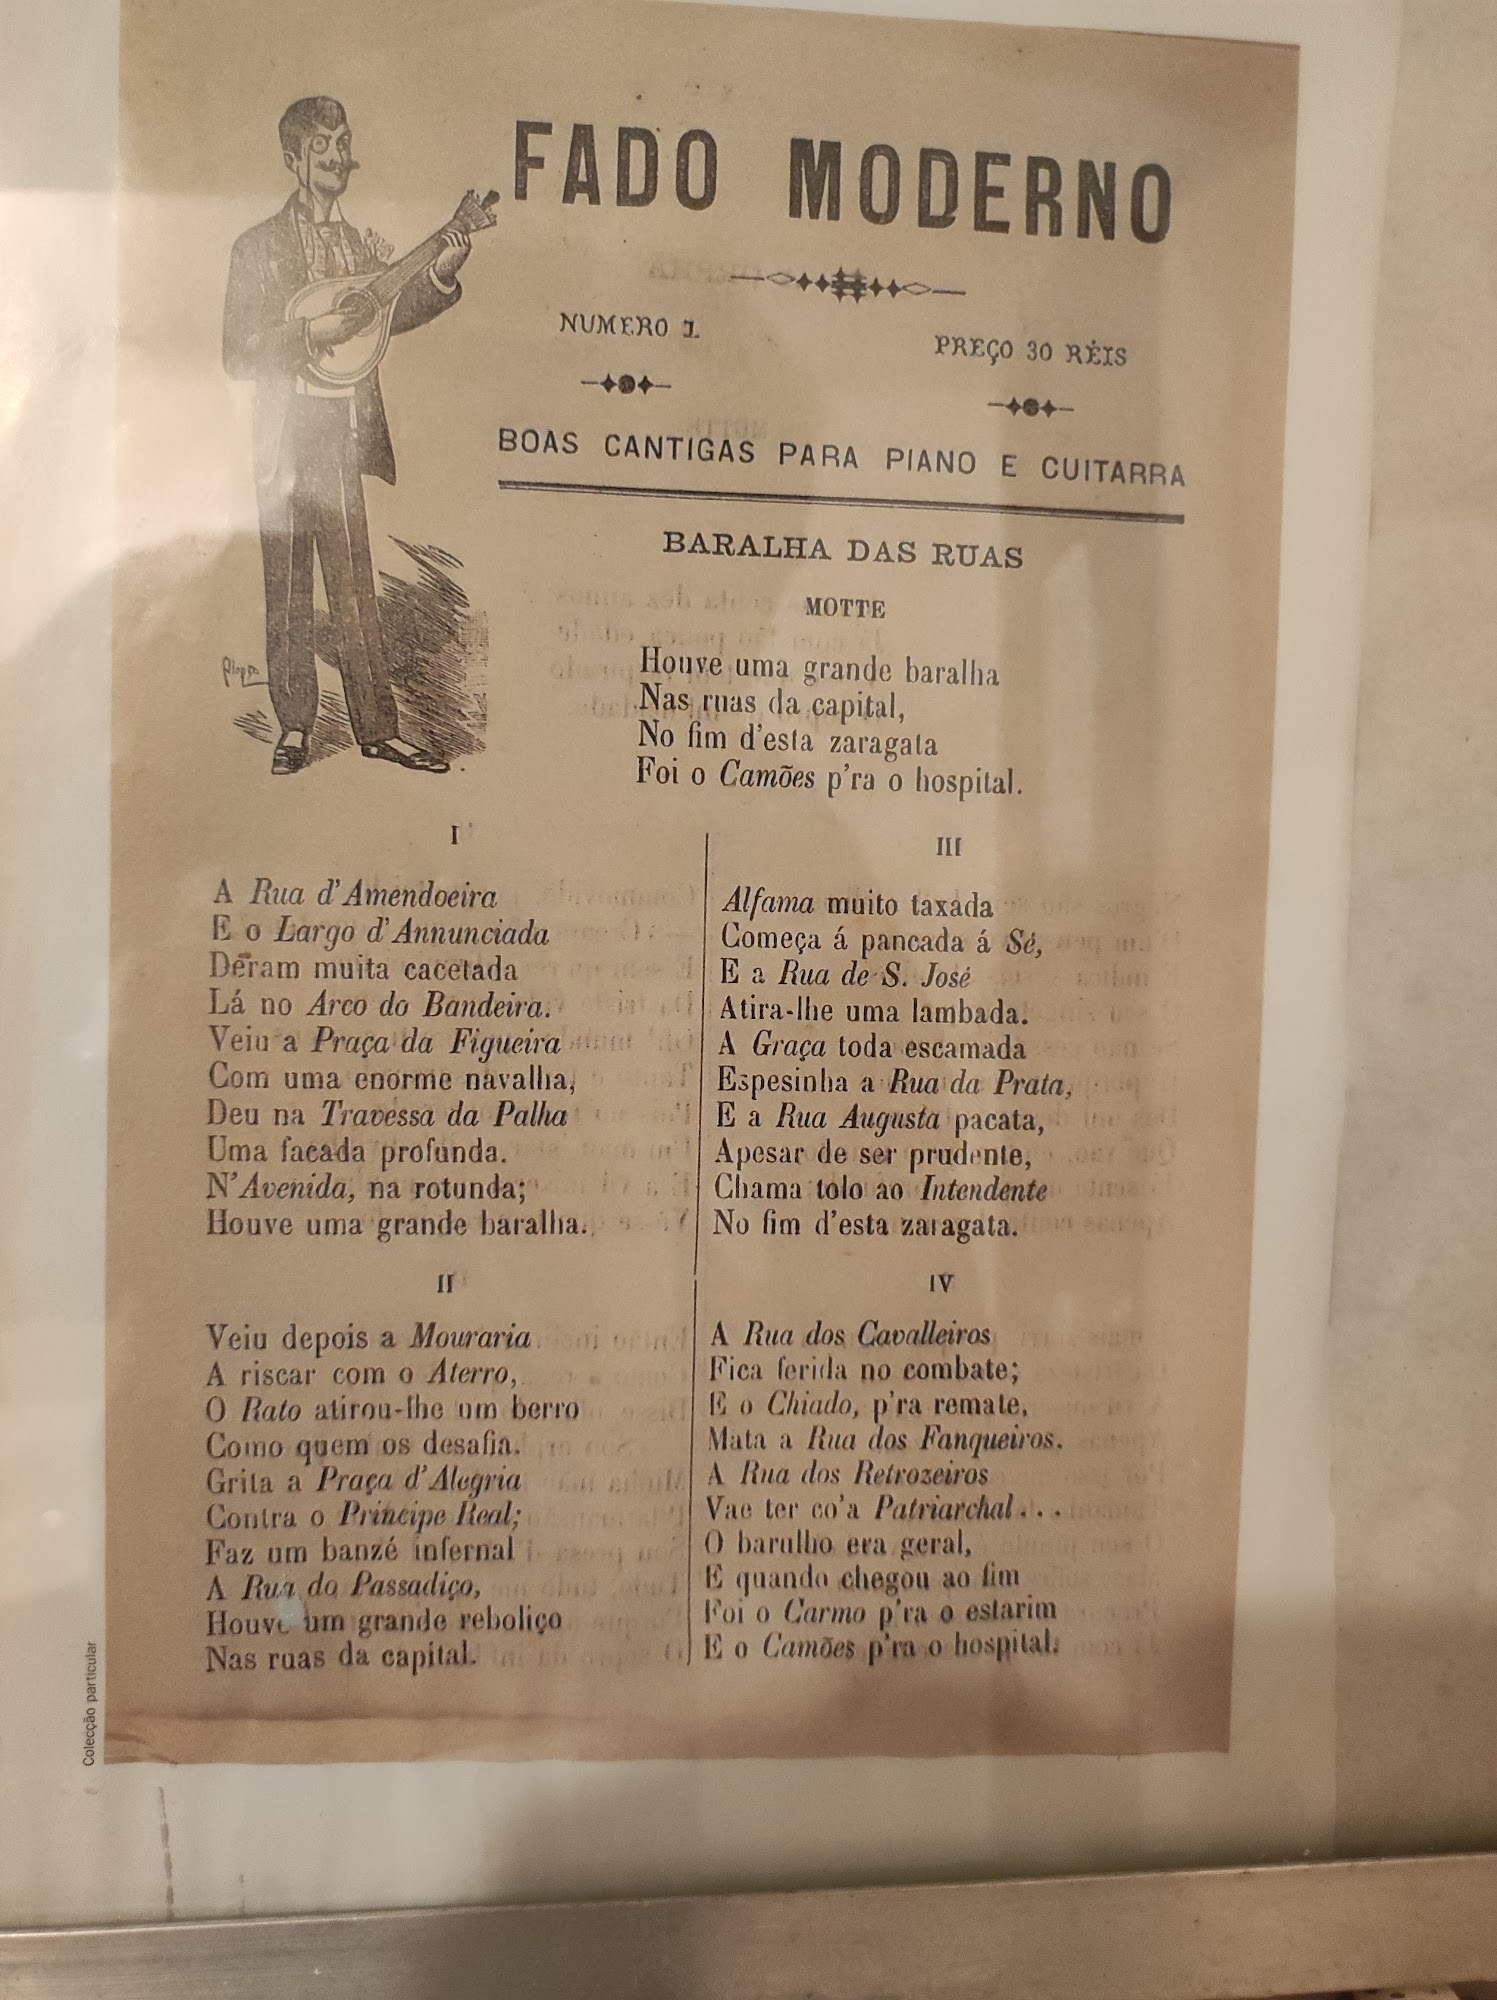 FADO MODERNO
NUMERO 1
PREÇO 30 RÉIS
BOAS CANTIGAS PARA PIANO E GUITARRA
BARALHA DAS RUAS
MOTTE
Houve uma grande baralha
Nas ruas da capital,
No fim d'esta zaragata
Foi o Camões p'ra o hospital.
I
A Rua d'Amendoeira
E o Largo d'Annunciada
Deram muita cacetada
Lá no Arco do Bandeira.
Veiu a Praça da Figueira
Com uma enorme navalha,
Deu na Travessa da Palha
Uma facada profunda.
N'Avenida, na rotunda;
Houve uma grande baralha.
II
Veiu depois a Mouraria
A riscar com o Aterro,
O Rato atirou-lhe um berro
Como quem os desafia.
Grita a Praça d'Alegria
Contra o Principe Real;
Faz um banzé infernal
A Rua do Passadiço,
Houve um grande reboliço
Nas ruas da capital.
III
Alfama muito taxada
Começa á pancada á Sé,
E a Rua de S. José
Atira-lhe uma lambada.
A Graça toda escamada
Espesinha a Rua da Prata,
E a Rua Augusta pacata,
Apesar de ser prudente,
Chama tolo ao Intendente
No fim d'esta zaragata.
IV
A Rua dos Cavalleiros
Fica ferida no combate;
E o Chiado, p'ra remate,
Mata a Rua dos Fanqueiros.
A Rua dos Retrozeiros
Vae ter co'a Patriarchal...
O barulho era geral,
E quando chegou ao fim
Foi o Carmo p'ra o estarim
E o Camões p'ra o hospital.
Colecção particular